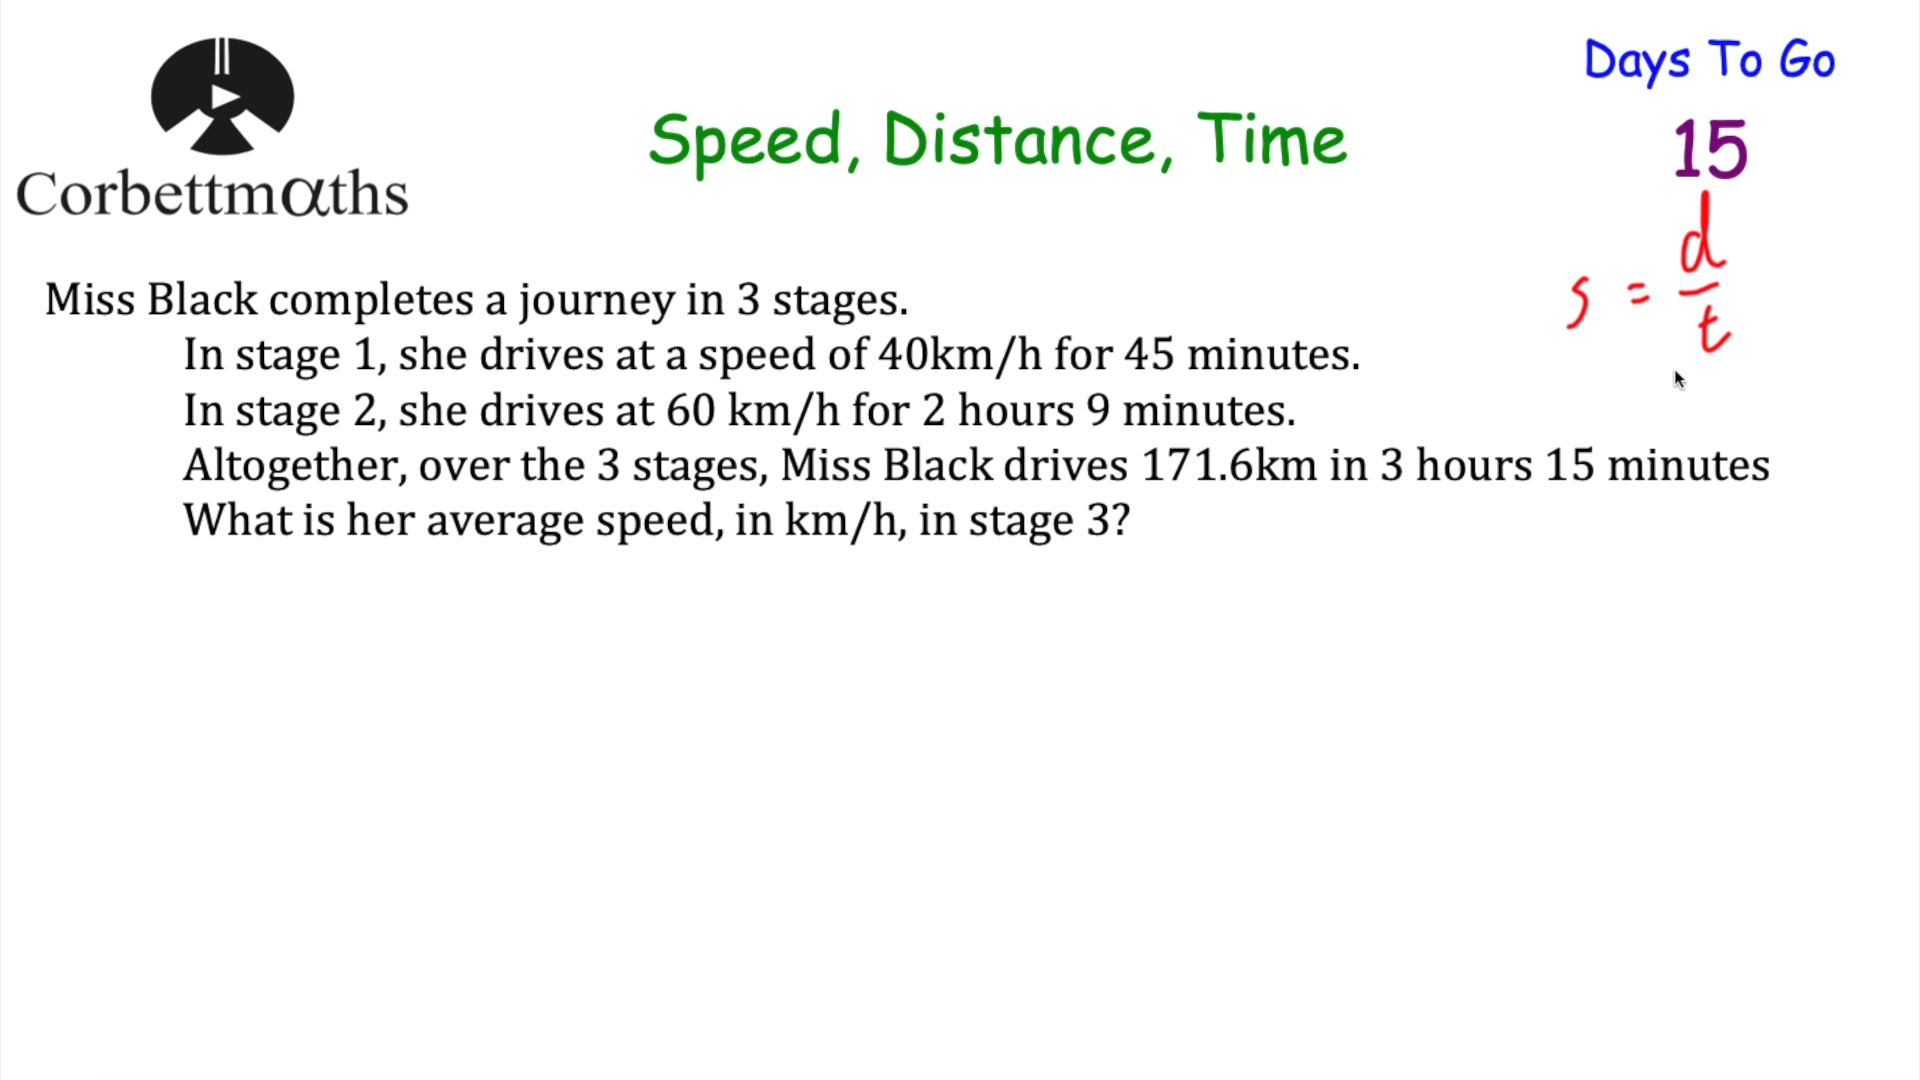 Days To Go
Speed, Distance, Time
15
Corbettmαths
s = d/t
Miss Black completes a journey in 3 stages.
In stage 1, she drives at a speed of 40km/h for 45 minutes.
In stage 2, she drives at 60 km/h for 2 hours 9 minutes.
Altogether, over the 3 stages, Miss Black drives 171.6km in 3 hours 15 minutes
What is her average speed, in km/h, in stage 3?